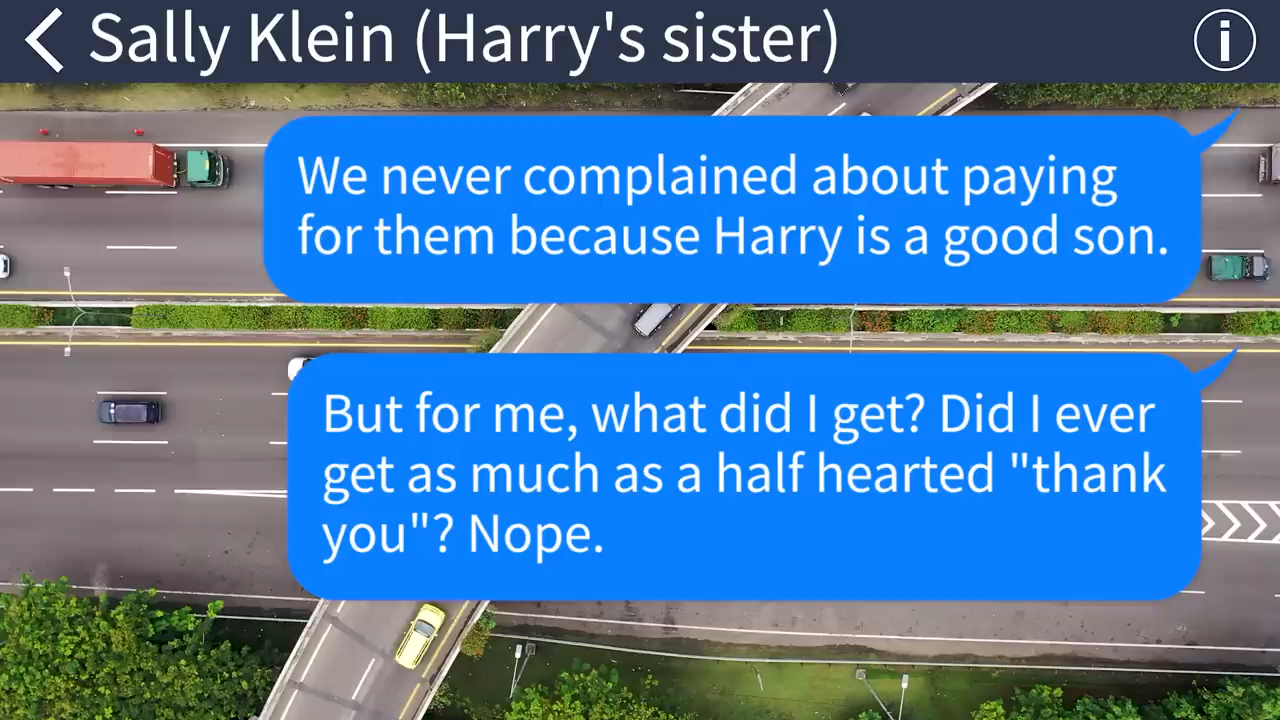 Sally Klein (Harry's sister)
We never complained about paying
for them because Harry is a good son.
But for me, what did I get? Did I ever
get as much as a half hearted "thank
you"? Nope.